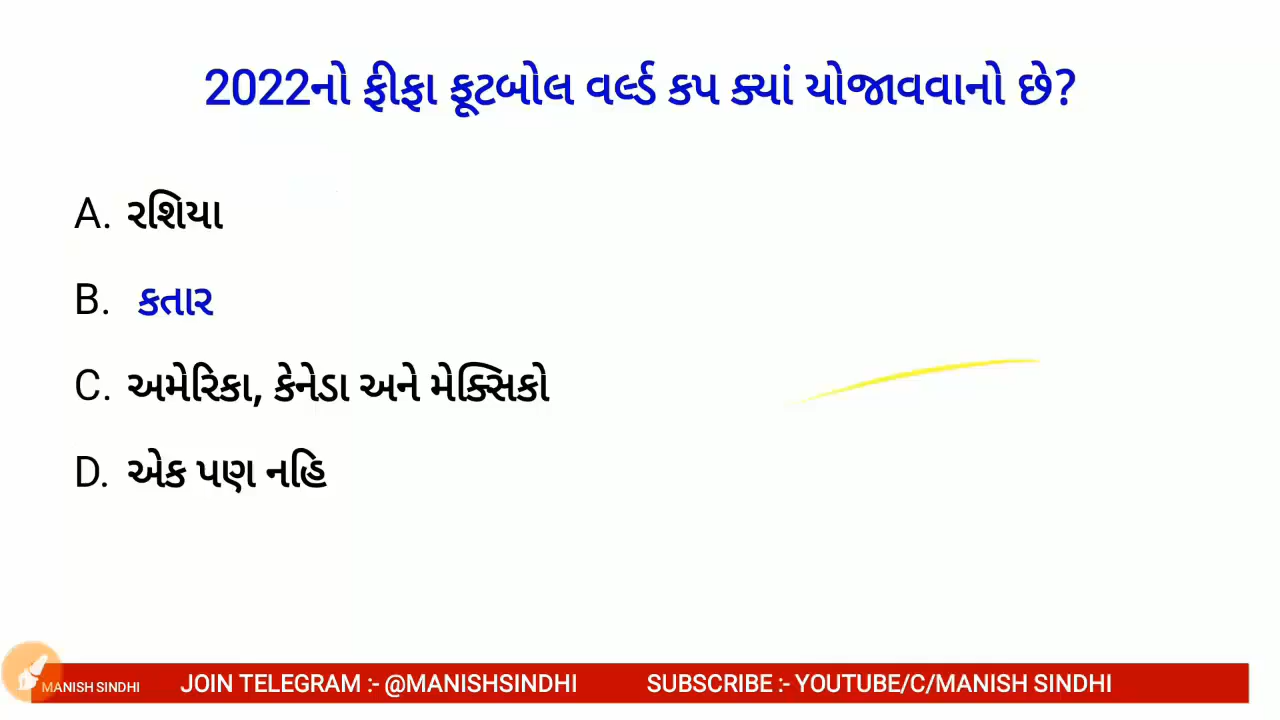 2022નો ફીફા ફૂટબોલ વર્લ્ડ કપ ક્યાં યોજાવવાનો છે?
A. રશિયા
B. કતાર
C. અમેરિકા, કેનેડા અને મેક્સિકો
D. એક પણ નહિ
MANISH SINDHI JOIN TELEGRAM :- @MANISHSINDHI SUBSCRIBE :- YOUTUBE/C/MANISH SINDHI